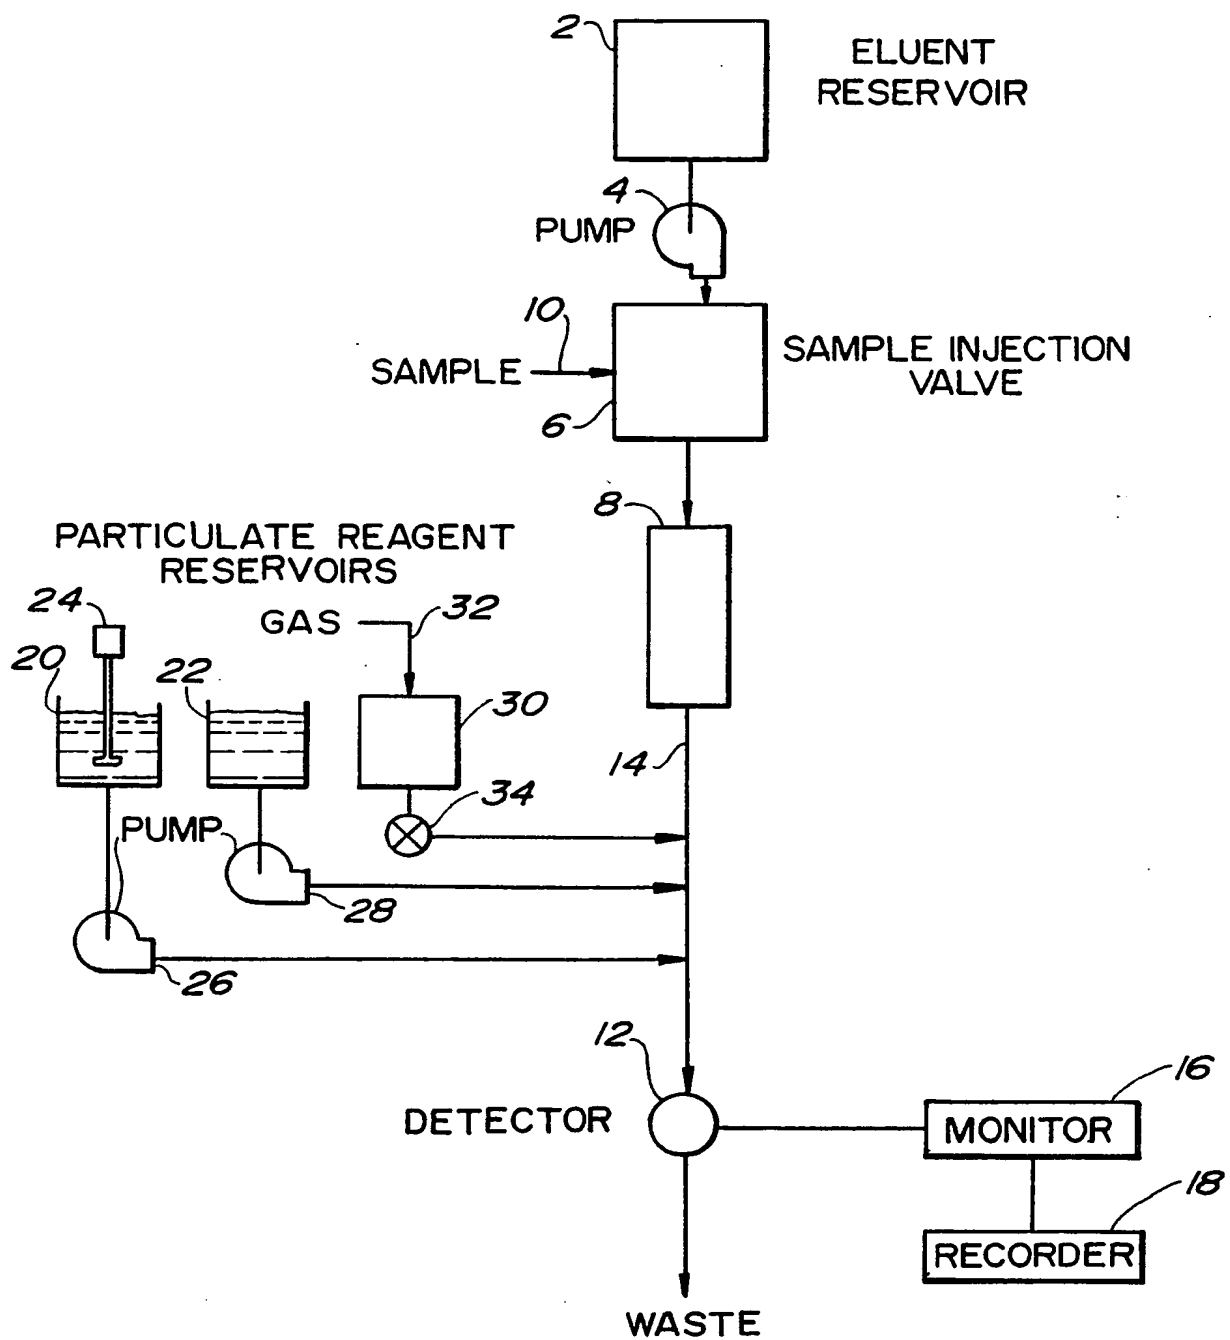 2
ELUENT
RESERVOIR
4
PUMP
10
SAMPLE
SAMPLE INJECTION
VALVE
6
8
PARTICULATE REAGENT
RESERVOIRS
24
GAS
32
20
22
30
14
34
PUMP
28
26
12
DETECTOR
16
MONITOR
18
RECORDER
WASTE